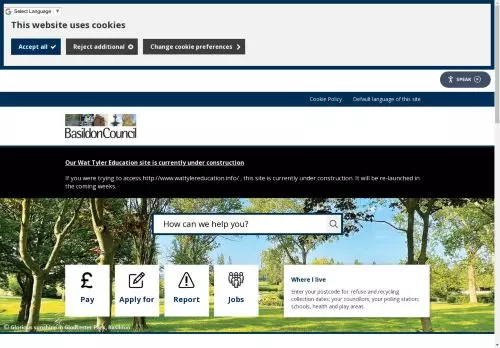 Select Language ▼
This website uses cookies
Accept all
Reject additional
Change cookie preferences
SPEAK
Cookie Policy Default language of this site
BasildonCouncil
Our Wat Tyler Education site is currently under construction
If you were trying to access http://www.wattylereducation.info/ , this site is currently under construction. It will be re-launched in
the coming weeks.
How can we help you?
£
Pay
Apply for
Report
Jobs
Where I live
Enter your postcode for: refuse and recycling
collection dates; your councillors, your polling station;
schools, health and play areas
© Glorious sunshine in Gloucester Park, Basildon